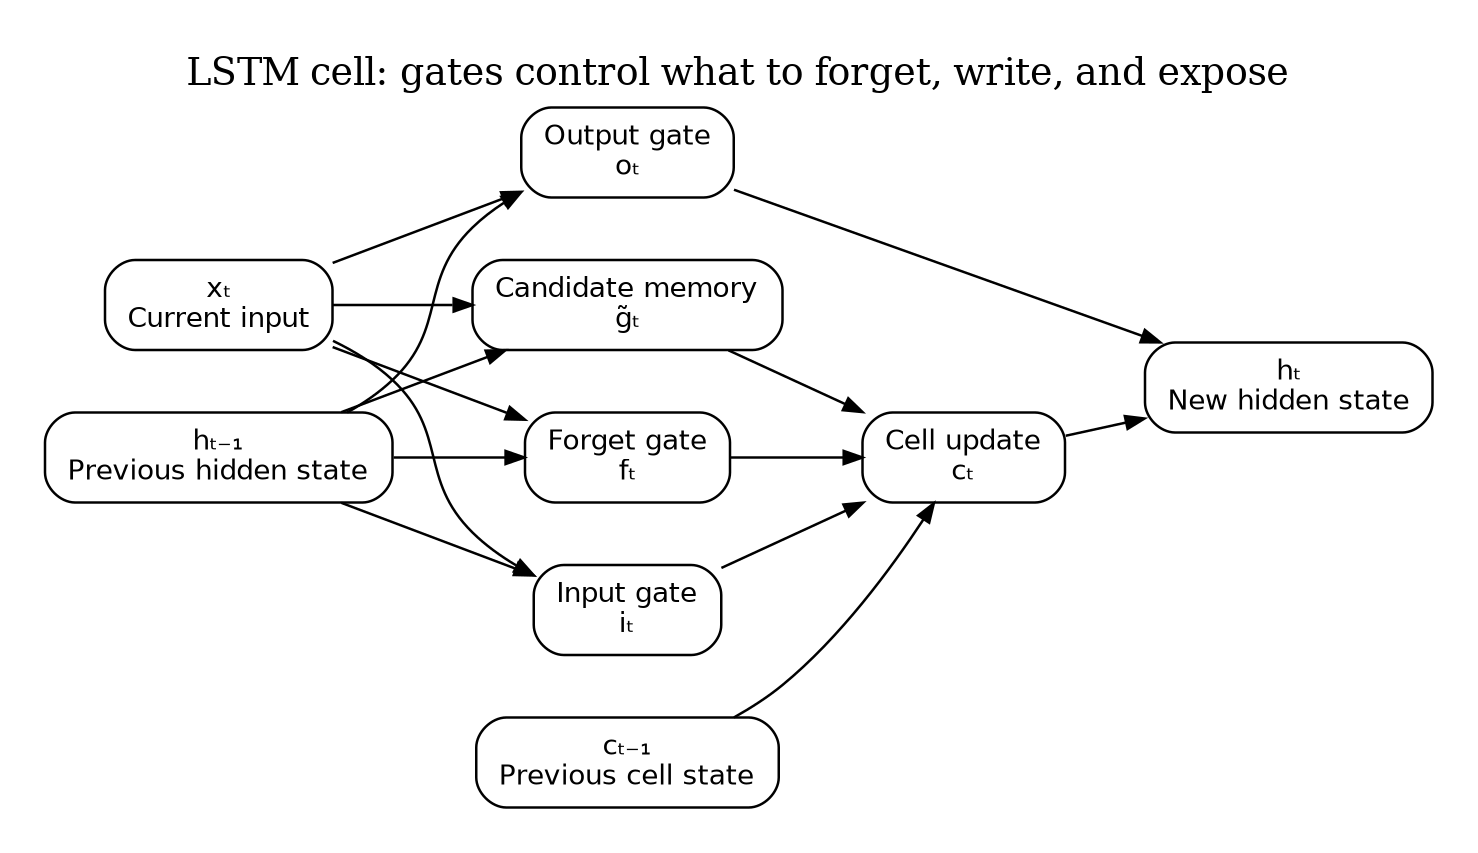 LSTM cell: gates control what to forget, write, and expose
Output gate
oₜ
xₜ
Current input
Candidate memory
g̃ₜ
hₜ₋₁
Previous hidden state
Forget gate
fₜ
Cell update
cₜ
hₜ
New hidden state
Input gate
iₜ
cₜ₋₁
Previous cell state